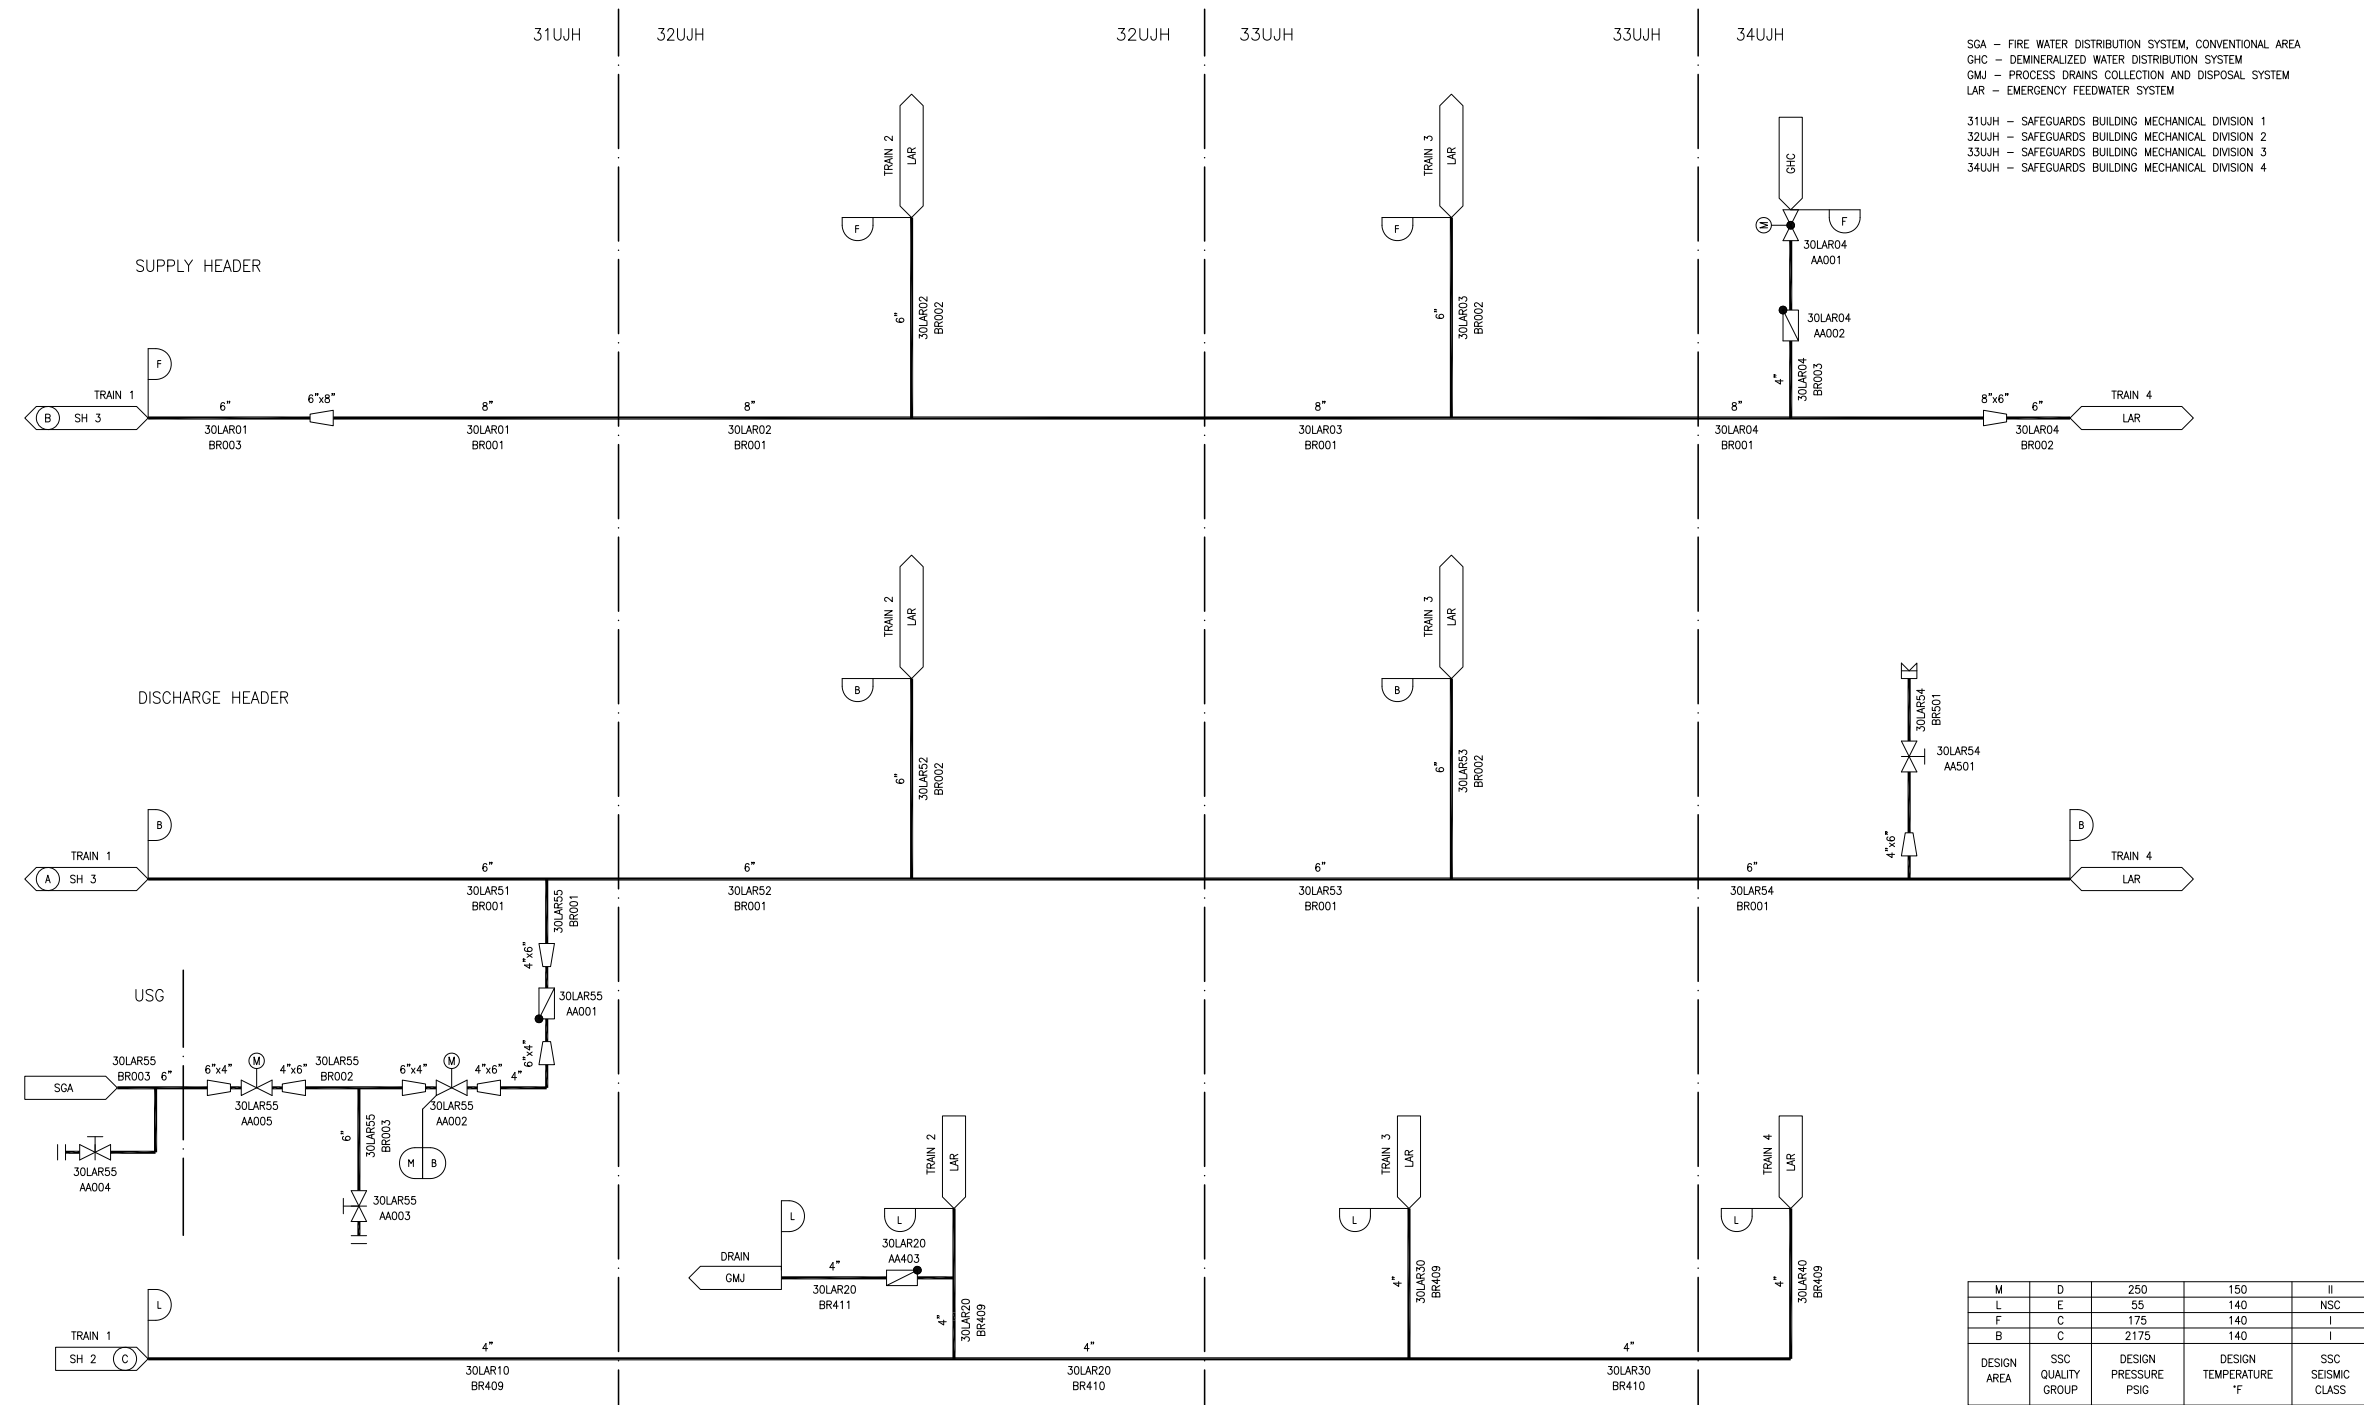 31UJH
32UJH
32UJH
33UJH
33UJH
34UJH
SGA – FIRE WATER DISTRIBUTION SYSTEM, CONVENTIONAL AREA
GHC – DEMINERALIZED WATER DISTRIBUTION SYSTEM
GMJ – PROCESS DRAINS COLLECTION AND DISPOSAL SYSTEM
LAR – EMERGENCY FEEDWATER SYSTEM
31UJH – SAFEGUARDS BUILDING MECHANICAL DIVISION 1
32UJH – SAFEGUARDS BUILDING MECHANICAL DIVISION 2
33UJH – SAFEGUARDS BUILDING MECHANICAL DIVISION 3
34UJH – SAFEGUARDS BUILDING MECHANICAL DIVISION 4
SUPPLY HEADER
TRAIN 2
LAR
F
6"
30LAR02
BR002
TRAIN 3
LAR
F
6"
30LAR03
BR002
GHC
M
F
30LAR04
AA001
30LAR04
AA002
4"
30LAR04
BR003
F
TRAIN 1
B SH 3
6"
30LAR01
BR003
6"x8"
8"
30LAR01
BR001
8"
30LAR02
BR001
8"
30LAR03
BR001
8"
30LAR04
BR001
8"x6"
6"
30LAR04
BR002
TRAIN 4
LAR
DISCHARGE HEADER
TRAIN 2
LAR
B
6"
30LAR52
BR002
TRAIN 3
LAR
B
6"
30LAR53
BR002
30LAR54
BR501
30LAR54
AA501
4"x6"
B
TRAIN 1
A SH 3
6"
30LAR51
BR001
6"
30LAR52
BR001
6"
30LAR53
BR001
6"
30LAR54
BR001
B
TRAIN 4
LAR
30LAR55
BR001
4"x6"
30LAR55
AA001
6"x4"
USG
SGA
30LAR55
BR003
6"
6"x4"
M
4"x6"
30LAR55
AA005
30LAR55
BR002
6"x4"
M
4"x6"
4"
30LAR55
AA002
30LAR55
AA004
6"
30LAR55
BR003
M B
30LAR55
AA003
TRAIN 2
LAR
L
30LAR20
AA403
L
DRAIN
GMJ
4"
30LAR20
BR411
4"
30LAR20
BR409
TRAIN 3
LAR
L
4"
30LAR30
BR409
TRAIN 4
LAR
L
4"
30LAR40
BR409
L
TRAIN 1
SH 2 C
4"
30LAR10
BR409
4"
30LAR20
BR410
4"
30LAR30
BR410
M D 250 150 II
L E 55 140 NSC
F C 175 140 I
B C 2175 140 I
DESIGN AREA
SSC QUALITY GROUP
DESIGN PRESSURE PSIG
DESIGN TEMPERATURE °F
SSC SEISMIC CLASS